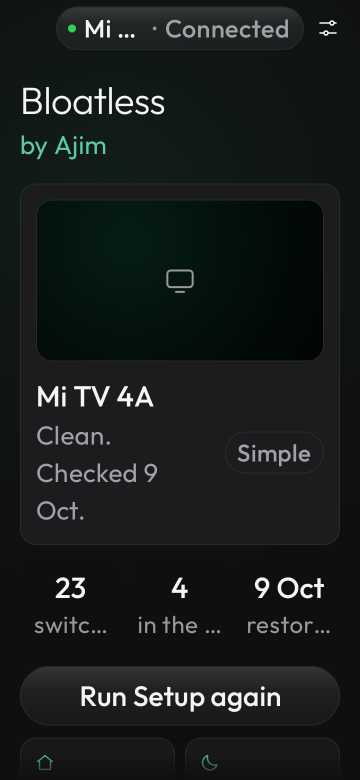 Mi ... · Connected
Bloatless
by Ajim
Mi TV 4A
Clean.
Checked 9
Oct.
Simple
23 4 9 Oct
switc... in the ... restor...
Run Setup again